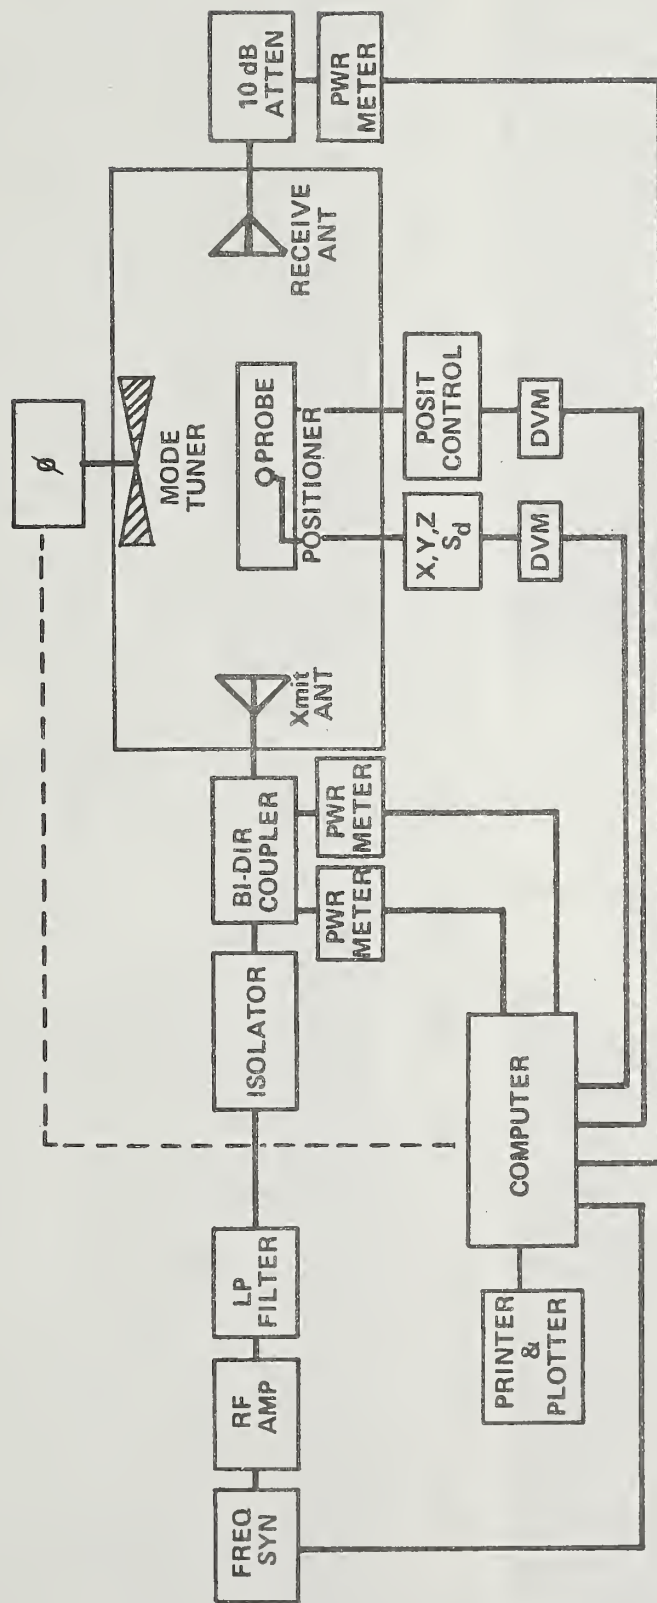 ø
MODE
TUNER
FREQ
SYN
RF
AMP
LP
FILTER
ISOLATOR
BI-DIR
COUPLER
PWR
METER
PWR
METER
Xmit
ANT
PROBE
POSITIONER
RECEIVE
ANT
10 dB
ATTEN
PWR
METER
X,Y,Z
Sd
POSIT
CONTROL
DVM
DVM
COMPUTER
PRINTER
&
PLOTTER